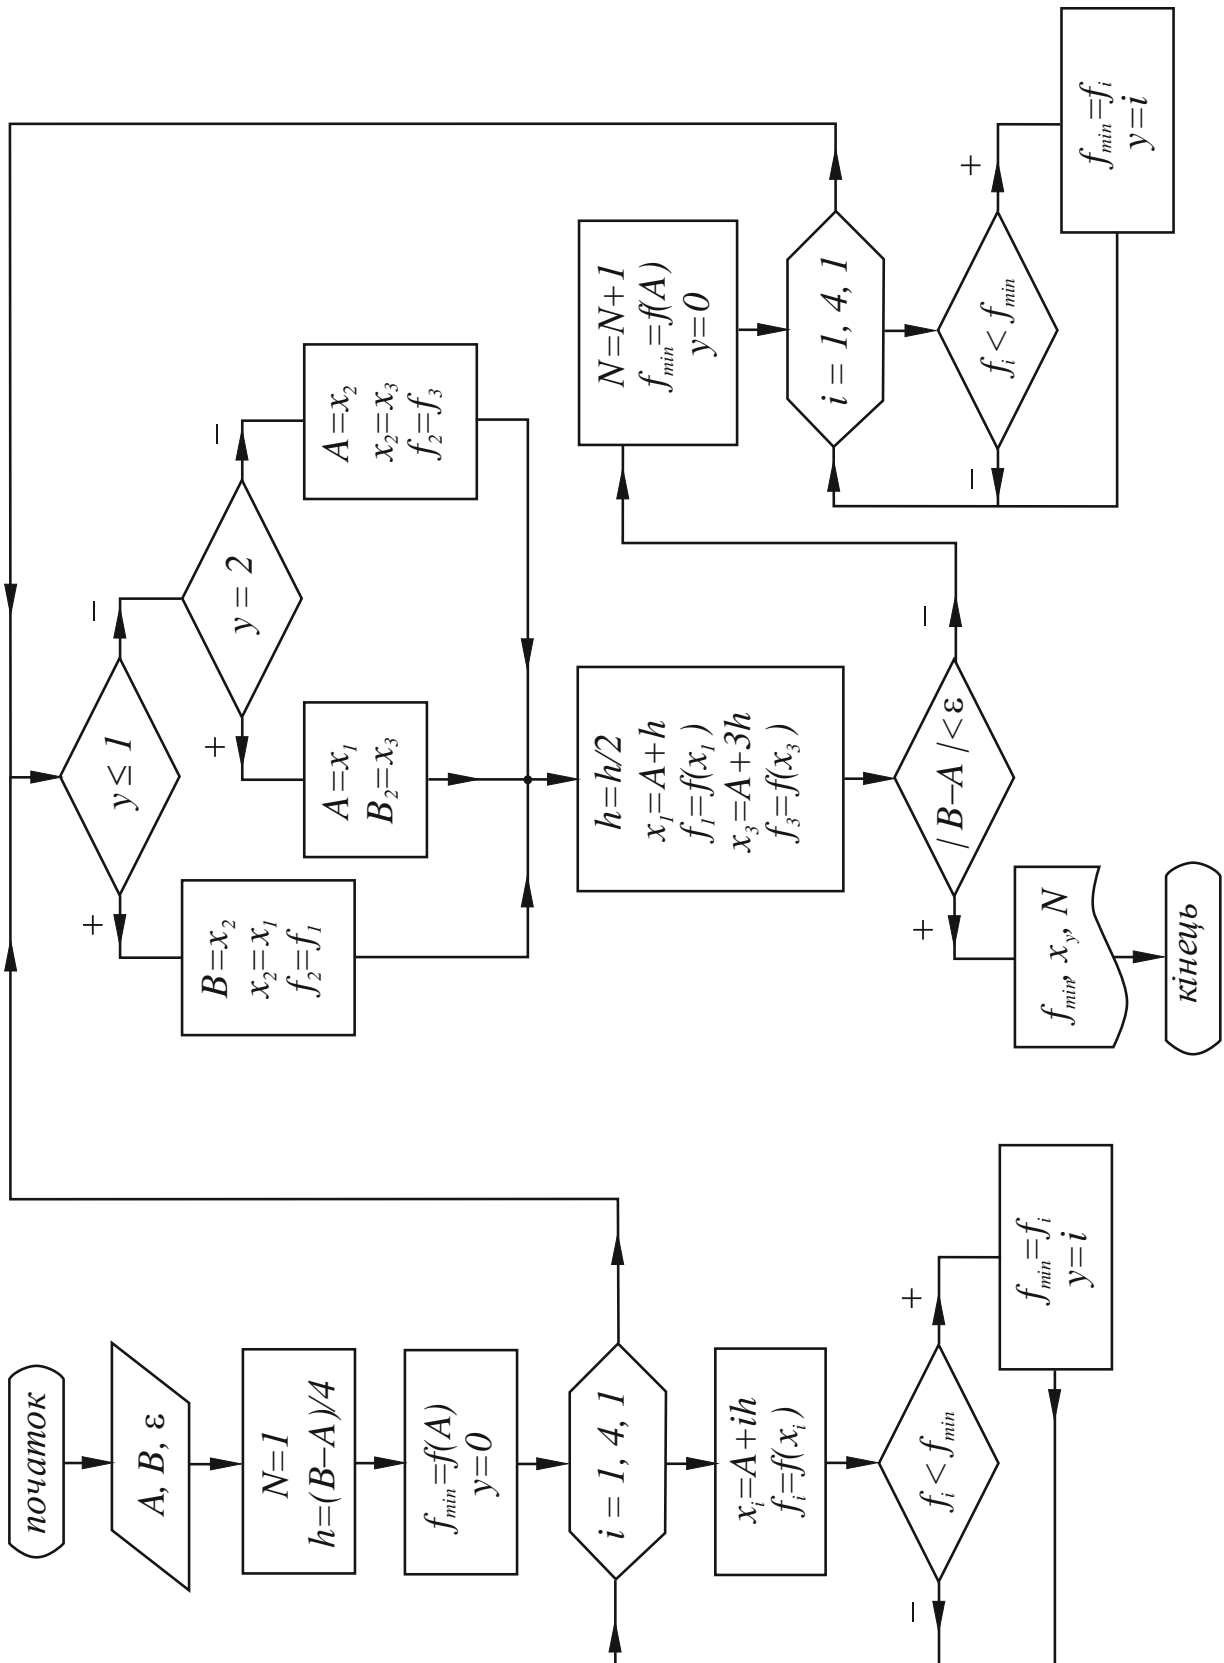 початок
A, B, ε
N=1
h=(B−A)/4
f_min=f(A)
y=0
i = 1, 4, 1
x_i=A+ih
f_i=f(x_i)
f_i < f_min
−
+
f_min=f_i
y=i
y ≤ 1
+
−
B=x_2
x_2=x_1
f_2=f_1
y = 2
+
−
A=x_1
B_2=x_3
A=x_2
x_2=x_3
f_2=f_3
h=h/2
x_1=A+h
f_1=f(x_1)
x_3=A+3h
f_3=f(x_3)
|B−A|<ε
+
−
f_min, x_y, N
кінець
N=N+1
f_min=f(A)
y=0
i = 1, 4, 1
f_i < f_min
−
+
f_min=f_i
y=i